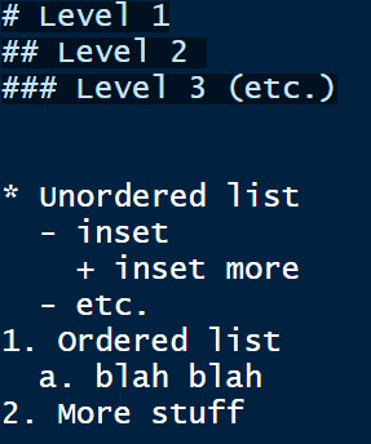 # Level 1
## Level 2
### Level 3 (etc.)
* Unordered list
  - inset
    + inset more
  - etc.
1. Ordered list
  a. blah blah
2. More stuff